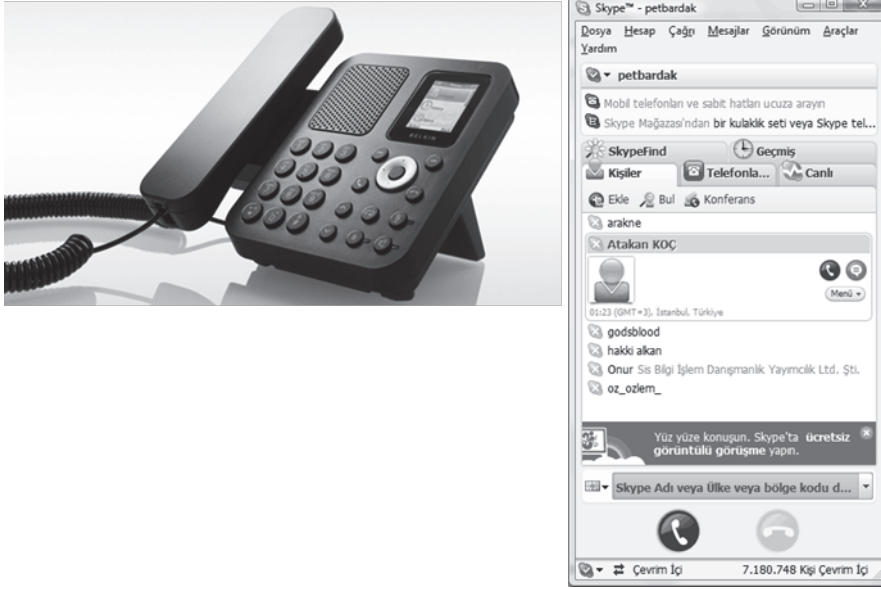 BELKIN
Skype™ - petbardak
Dosya Hesap Çağrı Mesajlar Görünüm Araçlar
Yardım
petbardak
Mobil telefonları ve sabit hatları ucuza arayın
Skype Mağazası'ndan bir kulaklık seti veya Skype tel...
SkypeFind Geçmiş
Kişiler Telefonla... Canlı
Ekle Bul Konferans
arakne
Atakan KOÇ
Menü
01:23 (GMT+3), İstanbul, Türkiye
godsblood
hakki alkan
Onur Sis Bilgi İşlem Danışmanlık Yayımcılık Ltd. Şti.
oz_ozlem_
Yüz yüze konuşun. Skype'ta ücretsiz
görüntülü görüşme yapın.
Skype Adı veya Ülke veya bölge kodu d...
Çevrim İçi 7.180.748 Kişi Çevrim İçi